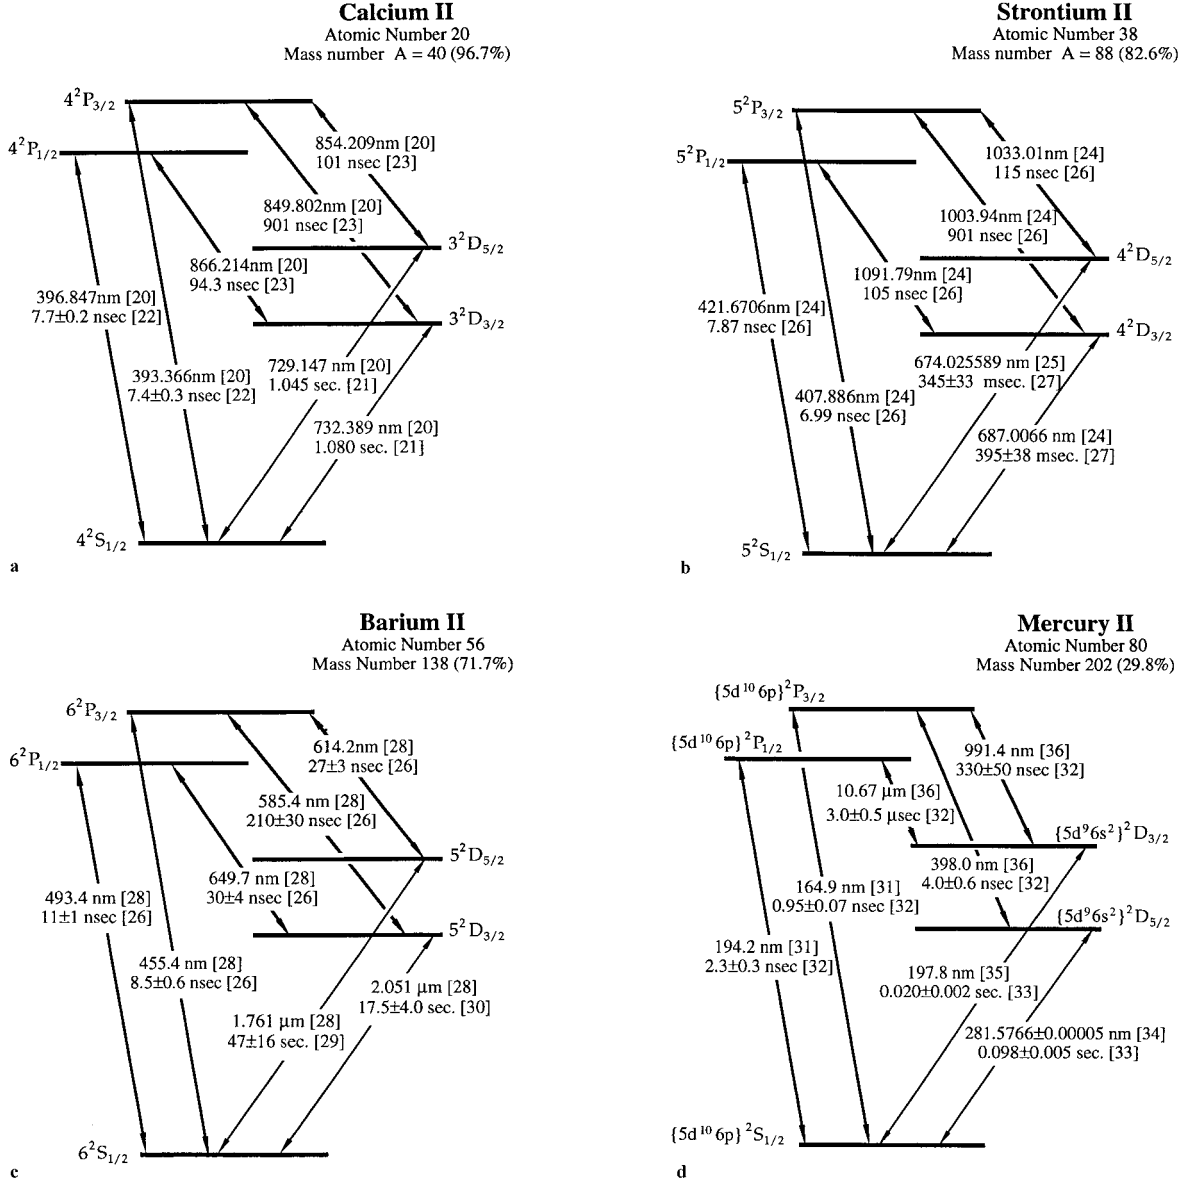 Calcium II
Atomic Number 20
Mass number A = 40 (96.7%)
4²P₃/₂
4²P₁/₂
854.209nm [20]
101 nsec [23]
849.802nm [20]
901 nsec [23]
3²D₅/₂
866.214nm [20]
94.3 nsec [23]
396.847nm [20]
7.7±0.2 nsec [22]
3²D₃/₂
393.366nm [20]
7.4±0.3 nsec [22]
729.147 nm [20]
1.045 sec. [21]
732.389 nm [20]
1.080 sec. [21]
4²S₁/₂
a
Strontium II
Atomic Number 38
Mass number A = 88 (82.6%)
5²P₃/₂
5²P₁/₂
1033.01nm [24]
115 nsec [26]
1003.94nm [24]
901 nsec [26]
4²D₅/₂
1091.79nm [24]
105 nsec [26]
421.6706nm [24]
7.87 nsec [26]
4²D₃/₂
674.025589 nm [25]
345±33 msec. [27]
407.886nm [24]
6.99 nsec [26]
687.0066 nm [24]
395±38 msec. [27]
5²S₁/₂
b
Barium II
Atomic Number 56
Mass Number 138 (71.7%)
6²P₃/₂
6²P₁/₂
614.2nm [28]
27±3 nsec [26]
585.4 nm [28]
210±30 nsec [26]
5²D₅/₂
649.7 nm [28]
30±4 nsec [26]
493.4 nm [28]
11±1 nsec [26]
5²D₃/₂
455.4 nm [28]
8.5±0.6 nsec [26]
2.051 µm [28]
17.5±4.0 sec. [30]
1.761 µm [28]
47±16 sec. [29]
6²S₁/₂
c
Mercury II
Atomic Number 80
Mass Number 202 (29.8%)
{5d¹⁰6p}²P₃/₂
{5d¹⁰6p}²P₁/₂
991.4 nm [36]
330±50 nsec [32]
10.67 µm [36]
3.0±0.5 µsec [32]
{5d⁹6s²}²D₃/₂
398.0 nm [36]
4.0±0.6 nsec [32]
164.9 nm [31]
0.95±0.07 nsec [32]
{5d⁹6s²}²D₅/₂
194.2 nm [31]
2.3±0.3 nsec [32]
197.8 nm [35]
0.020±0.002 sec. [33]
281.5766±0.00005 nm [34]
0.098±0.005 sec. [33]
{5d¹⁰6p}²S₁/₂
d